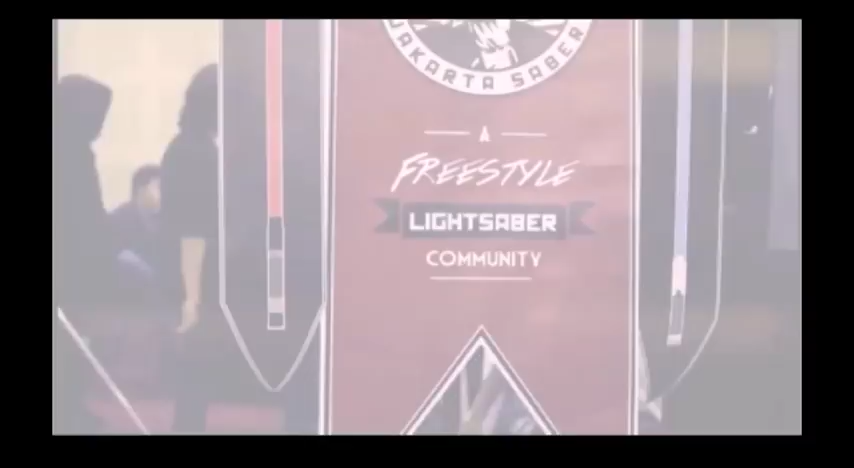 JAKARTA SABER
A
FREESTYLE
LIGHTSABER
COMMUNITY